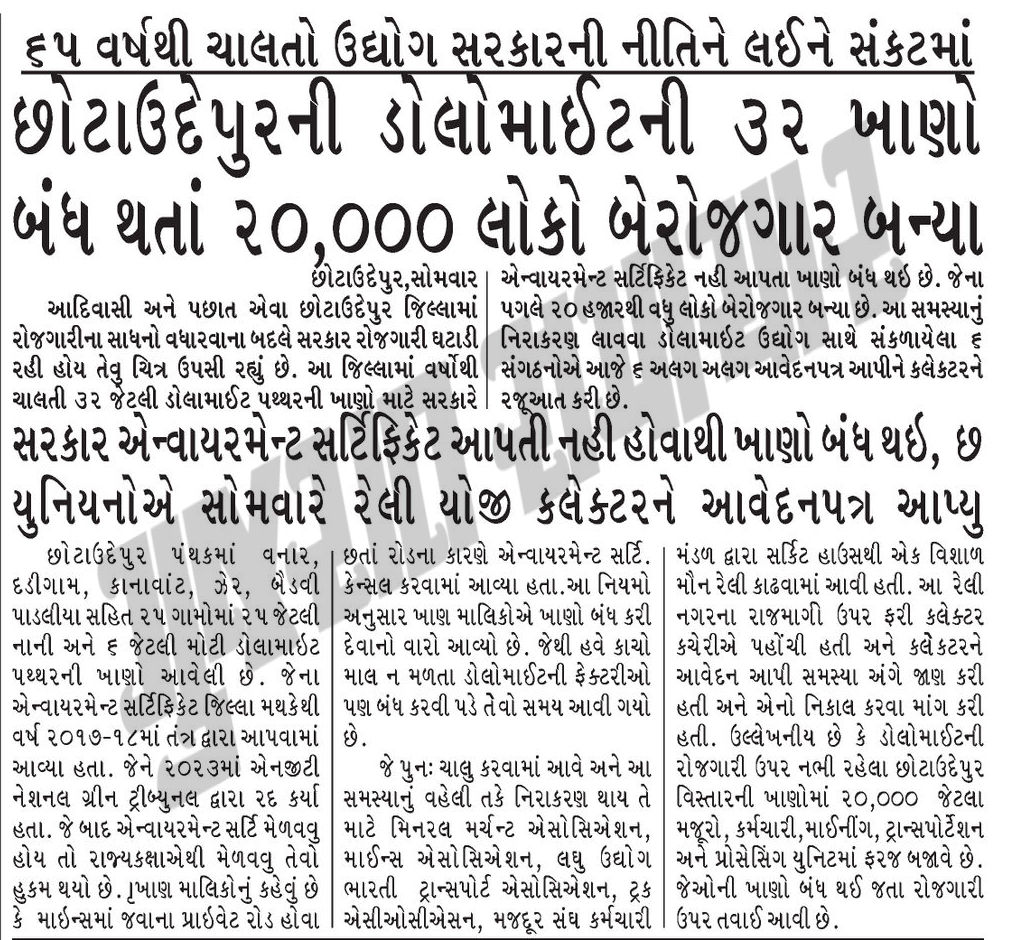 ૬૫ વર્ષથી ચાલતો ઉદ્યોગ સરકારની નીતિને લઈને સંકટમાં
છોટાઉદેપુરની ડોલોમાઈટની ૩૨ ખાણો
બંધ થતાં ૨૦,૦૦૦ લોકો બેરોજગાર બન્યા
છોટાઉદેપુર,સોમવાર
આદિવાસી અને પછાત એવા છોટાઉદેપુર જિલ્લામાં
રોજગારીના સાધનો વધારવાના બદલે સરકાર રોજગારી ઘટાડી
રહી હોય તેવુ ચિત્ર ઉપસી રહ્યું છે. આ જિલ્લામાં વર્ષોથી
ચાલતી ૩૨ જેટલી ડોલામાઈટ પથ્થરની ખાણો માટે સરકારે
એન્વાયરમેન્ટ સર્ટિફિકેટ નહી આપતા ખાણો બંધ થઇ છે. જેના
પગલે ૨૦ હજારથી વધુ લોકો બેરોજગાર બન્યા છે. આ સમસ્યાનું
નિરાકરણ લાવવા ડોલામાઇટ ઉદ્યોગ સાથે સંકળાયેલા ૬
સંગઠનોએ આજે ૬ અલગ અલગ આવેદનપત્ર આપીને કલેકટરને
રજૂઆત કરી છે.
સરકાર એન્વાયરમેન્ટ સર્ટિફિકેટ આપતી નહી હોવાથી ખાણો બંધ થઇ, છ
યુનિયનોએ સોમવારે રેલી યોજી કલેક્ટરને આવેદનપત્ર આપ્યુ
છોટાઉદેપુર પંથકમાં વનાર,
દડીગામ, કાનાવાંટ, ઝેર, બૈડવી
પાડલીયા સહિત ૨૫ ગામોમાં ૨૫ જેટલી
નાની અને ૬ જેટલી મોટી ડોલામાઇટ
પથ્થરની ખાણો આવેલી છે. જેના
એન્વાયરમેન્ટ સર્ટિફિકેટ જિલ્લા મથકેથી
વર્ષ ૨૦૧૭-૧૮માં તંત્ર દ્વારા આપવામાં
આવ્યા હતા. જેને ૨૦૨૩માં એનજીટી
નેશનલ ગ્રીન ટ્રીબ્યુનલ દ્વારા રદ કર્યા
હતા. જે બાદ એન્વાયરમેન્ટ સર્ટિ મેળવવુ
હોય તો રાજ્યકક્ષાએથી મેળવવુ તેવો
હુકમ થયો છે. ખાણ માલિકોનું કહેવું છે
કે માઇન્સમાં જવાના પ્રાઇવેટ રોડ હોવા
છતાં રોડના કારણે એન્વાયરમેન્ટ સર્ટિ.
કેન્સલ કરવામાં આવ્યા હતા.આ નિયમો
અનુસાર ખાણ માલિકોએ ખાણો બંધ કરી
દેવાનો વારો આવ્યો છે. જેથી હવે કાચો
માલ ન મળતા ડોલોમાઈટની ફેક્ટરીઓ
પણ બંધ કરવી પડે તેવો સમય આવી ગયો
છે.
જે પુનઃ ચાલુ કરવામાં આવે અને આ
સમસ્યાનું વહેલી તકે નિરાકરણ થાય તે
માટે મિનરલ મર્ચન્ટ એસોસિએશન,
માઈન્સ એસોસિએશન, લઘુ ઉદ્યોગ
ભારતી ટ્રાન્સપોર્ટ એસોસિએશન, ટ્રક
એસીઓસીએસન, મજદૂર સંઘ કર્મચારી
મંડળ દ્વારા સર્કિટ હાઉસથી એક વિશાળ
મૌન રેલી કાઢવામાં આવી હતી. આ રેલી
નગરના રાજમાગી ઉપર ફરી કલેક્ટર
કચેરીએ પહોંચી હતી અને કલેક્ટરને
આવેદન આપી સમસ્યા અંગે જાણ કરી
હતી અને એનો નિકાલ કરવા માંગ કરી
હતી. ઉલ્લેખનીય છે કે ડોલોમાઈટની
રોજગારી ઉપર નભી રહેલા છોટાઉદેપુર
વિસ્તારની ખાણોમાં ૨૦,૦૦૦ જેટલા
મજૂરો, કર્મચારી,માઈનીંગ, ટ્રાન્સપોર્ટેશન
અને પ્રોસેસિંગ યુનિટમાં ફરજ બજાવે છે.
જેઓની ખાણો બંધ થઈ જતા રોજગારી
ઉપર તવાઈ આવી છે.
ગુજરાત સમાચાર